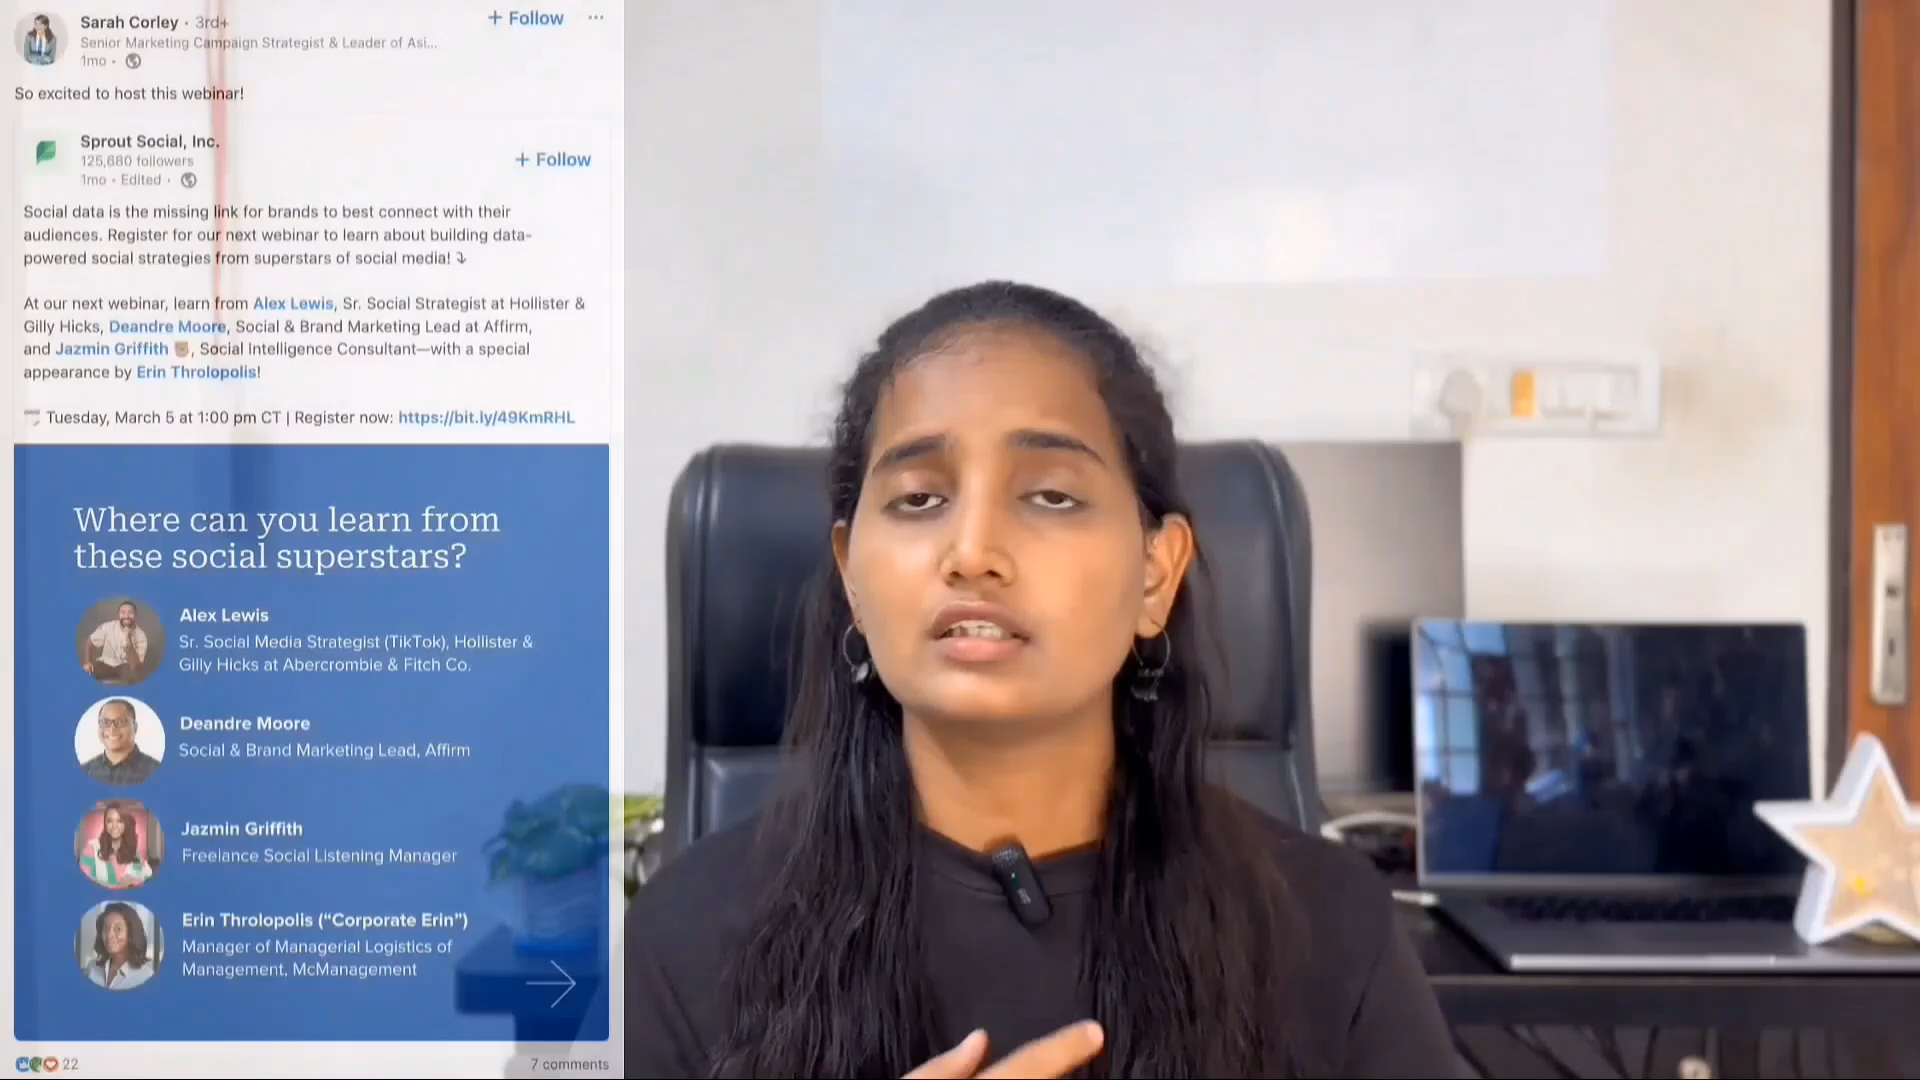 Sarah Corley · 3rd+
+ Follow
Senior Marketing Campaign Strategist & Leader of Asi...
1mo ·
So excited to host this webinar!
Sprout Social, Inc.
125,680 followers
+ Follow
1mo · Edited ·
Social data is the missing link for brands to best connect with their
audiences. Register for our next webinar to learn about building data-
powered social strategies from superstars of social media! ⤵
At our next webinar, learn from Alex Lewis, Sr. Social Strategist at Hollister &
Gilly Hicks, Deandre Moore, Social & Brand Marketing Lead at Affirm,
and Jazmin Griffith ✊🏽, Social Intelligence Consultant—with a special
appearance by Erin Throlopolis!
🗓️ Tuesday, March 5 at 1:00 pm CT | Register now: https://bit.ly/49KmRHL
Where can you learn from
these social superstars?
Alex Lewis
Sr. Social Media Strategist (TikTok), Hollister &
Gilly Hicks at Abercrombie & Fitch Co.
Deandre Moore
Social & Brand Marketing Lead, Affirm
Jazmin Griffith
Freelance Social Listening Manager
Erin Throlopolis (“Corporate Erin”)
Manager of Managerial Logistics of
Management, McManagement
22
7 comments